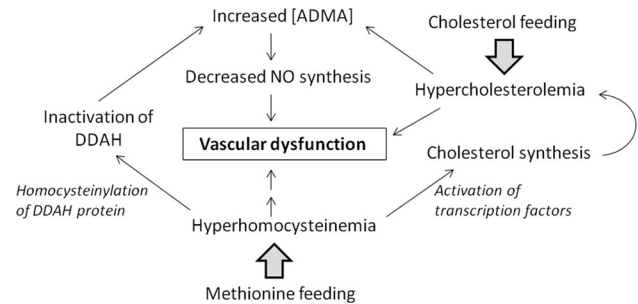 Increased [ADMA]
Cholesterol feeding
Decreased NO synthesis
Hypercholesterolemia
Inactivation of
DDAH
Vascular dysfunction
Cholesterol synthesis
Homocysteinylation
of DDAH protein
Activation of
transcription factors
Hyperhomocysteinemia
Methionine feeding